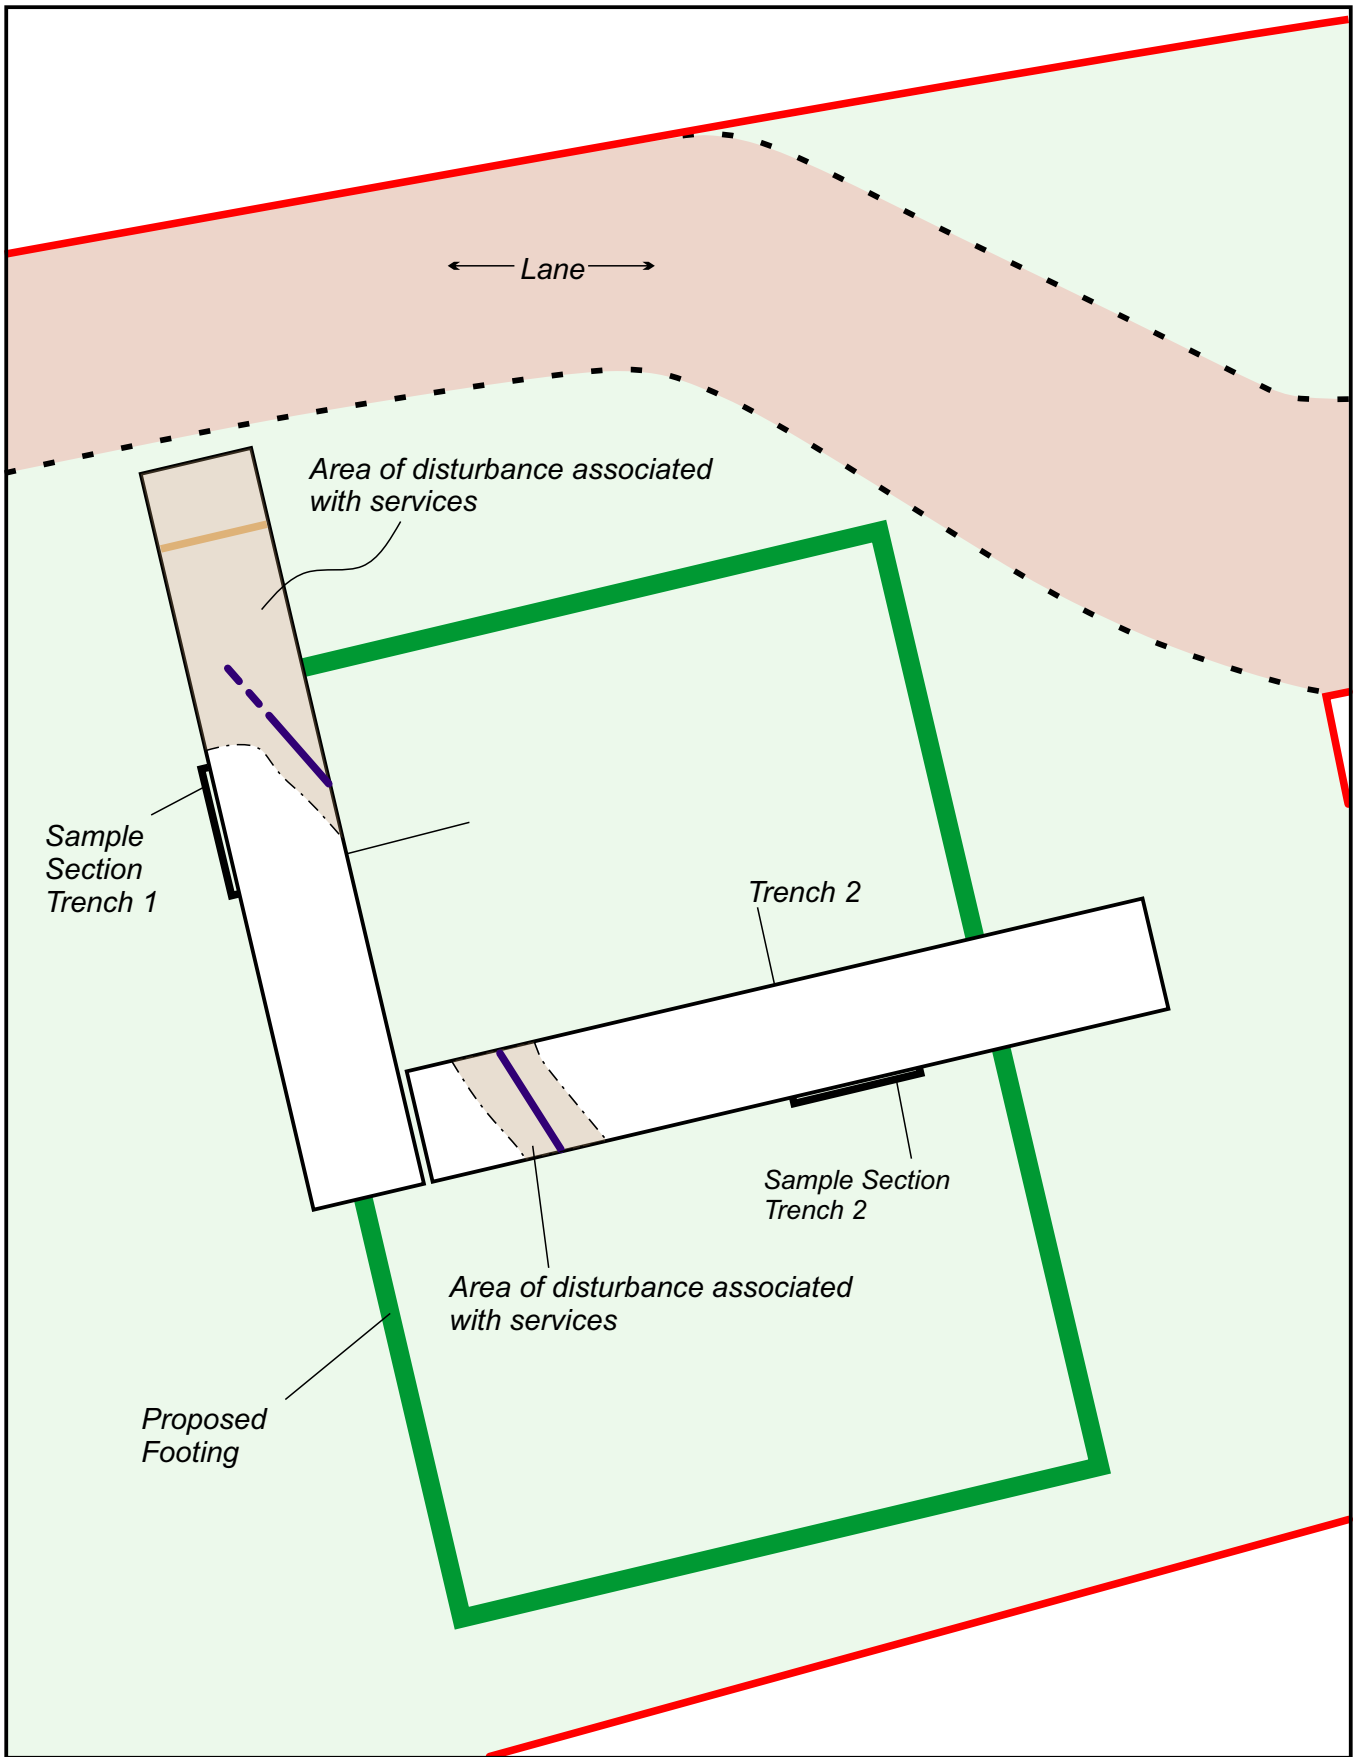 Lane
Area of disturbance associated
with services
Sample
Section
Trench 1
Trench 2
Sample Section
Trench 2
Area of disturbance associated
with services
Proposed
Footing